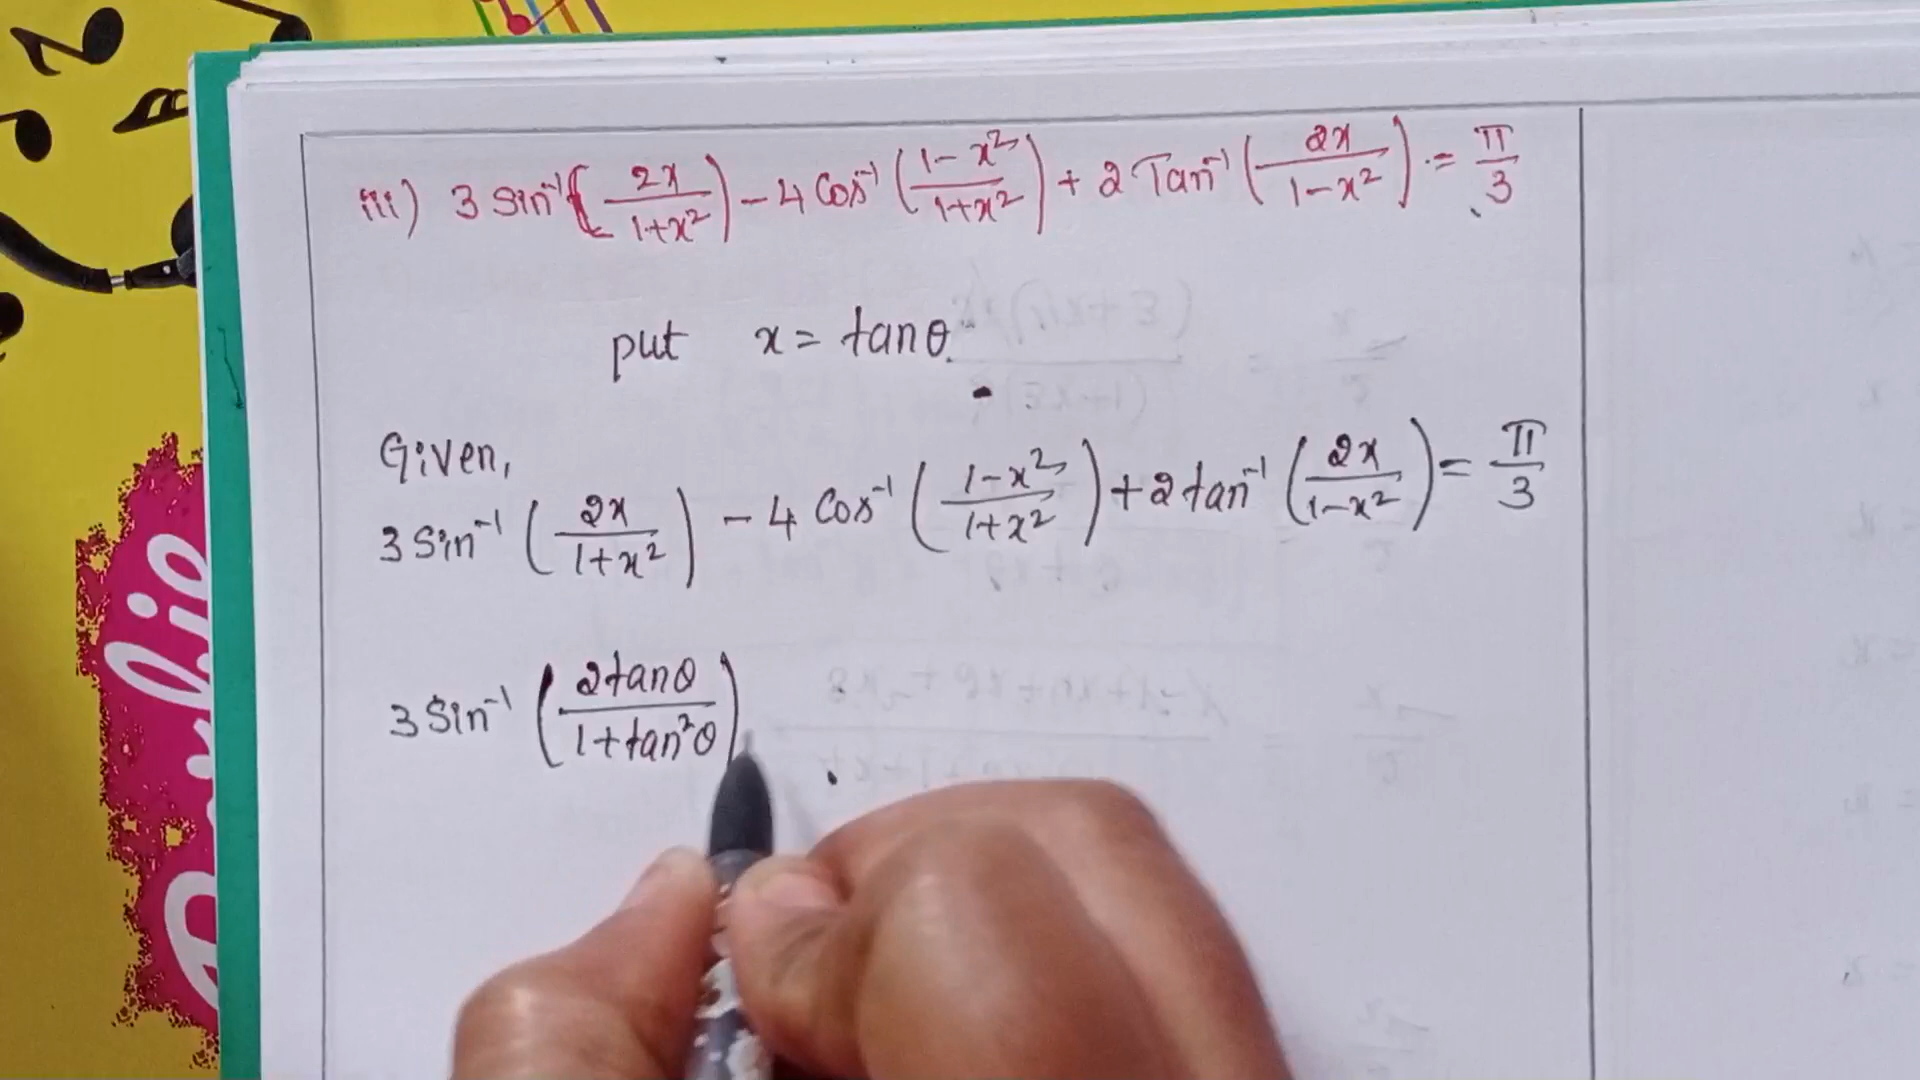 iii) 3 Sin⁻¹(2x/1+x²) - 4 Cos⁻¹(1-x²/1+x²) + 2 Tan⁻¹(2x/1-x²) = π/3
put x = tanθ
Given,
3 Sin⁻¹(2x/1+x²) - 4 Cos⁻¹(1-x²/1+x²) + 2 tan⁻¹(2x/1-x²) = π/3
3 Sin⁻¹(2tanθ/1+tan²θ)